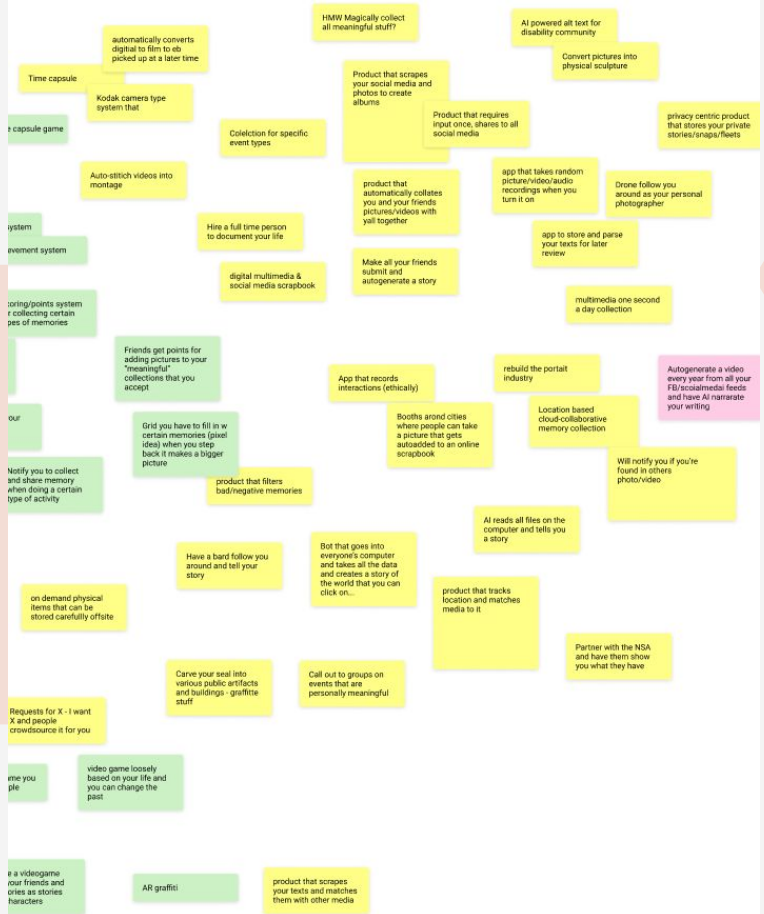 HMW Magically collect
all meaningful stuff?
AI powered alt text for
disability community
automatically converts
digitial to film to eb
picked up at a later time
Convert pictures into
physical sculpture
Time capsule
Kodak camera type
system that
Product that scrapes
your social media and
photos to create
albums
Product that requires
input once, shares to all
social media
privacy centric product
that stores your private
stories/snaps/fleets
e capsule game
Colelction for specific
event types
Auto-stitich videos into
montage
product that
automatically collates
you and your friends
pictures/videos with
yall together
app that takes random
picture/video/audio
recordings when you
turn it on
Drone follow you
around as your personal
photographer
ystem
evement system
Hire a full time person
to document your life
app to store and parse
your texts for later
review
digital multimedia &
social media scrapbook
Make all your friends
submit and
autogenerate a story
coring/points system
r collecting certain
pes of memories
multimedia one second
a day collection
Friends get points for
adding pictures to your
"meaningful"
collections that you
accept
App that records
interactions (ethically)
rebuild the portait
industry
Autogenerate a video
every year from all your
FB/scoialmedai feeds
and have AI narrarate
your writing
our
Grid you have to fill in w
certain memories (pixel
idea) when you step
back it makes a bigger
picture
Booths arond cities
where people can take
a picture that gets
autoadded to an online
scrapbook
Location based
cloud-collaborative
memory collection
Notify you to collect
and share memory
when doing a certain
type of activity
product that filters
bad/negative memories
Will notify you if you're
found in others
photo/video
AI reads all files on the
computer and tells you
a story
Have a bard follow you
around and tell your
story
Bot that goes into
everyone's computer
and takes all the data
and creates a story of
the world that you can
click on...
on demand physical
items that can be
stored carefullly offsite
product that tracks
location and matches
media to it
Partner with the NSA
and have them show
you what they have
Carve your seal into
various public artifacts
and buildings - graffitte
stuff
Call out to groups on
events that are
personally meaningful
Requests for X - I want
X and people
crowdsource it for you
ame you
ple
video game loosely
based on your life and
you can change the
past
e a videogame
your friends and
ories as stories
haracters
AR graffiti
product that scrapes
your texts and matches
them with other media